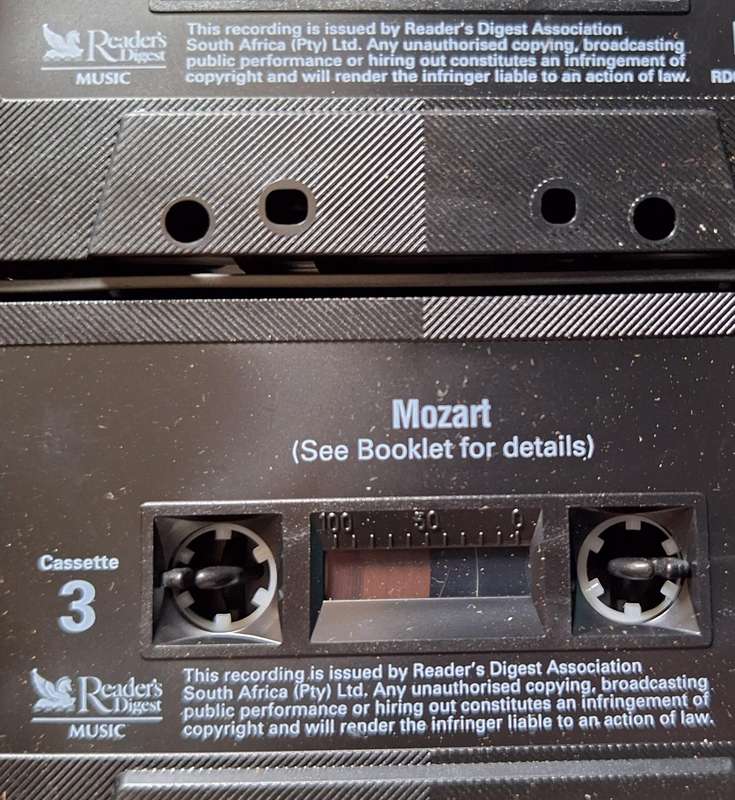 Reader's
Digest
MUSIC
This recording is issued by Reader's Digest Association
South Africa (Pty) Ltd. Any unauthorised copying, broadcasting
public performance or hiring out constitutes an infringement of
copyright and will render the infringer liable to an action of law.
Mozart
(See Booklet for details)
100 50 0
Cassette
3
Reader's
Digest
MUSIC
This recording is issued by Reader's Digest Association
South Africa (Pty) Ltd. Any unauthorised copying, broadcasting
public performance or hiring out constitutes an infringement of
copyright and will render the infringer liable to an action of law.